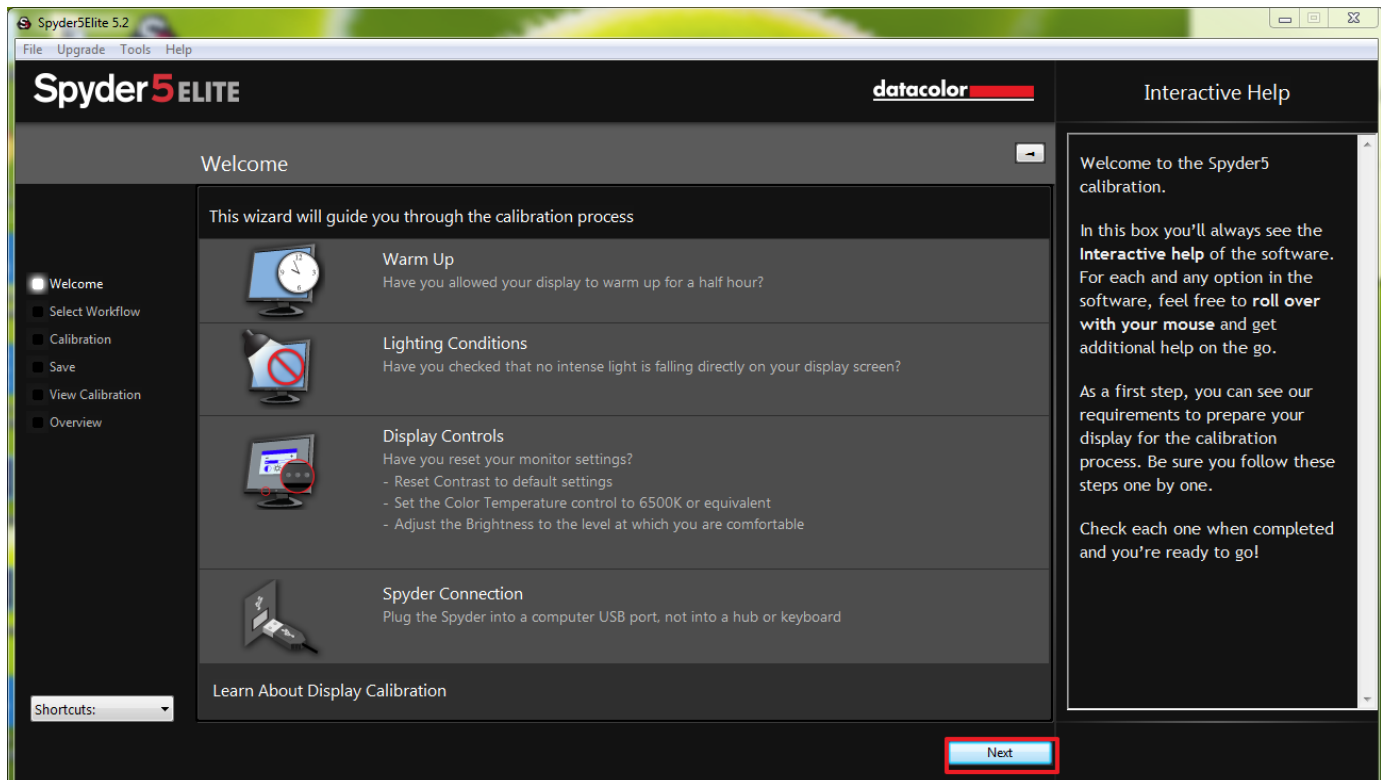 Spyder5Elite 5.2
File Upgrade Tools Help
Spyder5ELITE
datacolor
Interactive Help
Welcome
This wizard will guide you through the calibration process
Warm Up
Have you allowed your display to warm up for a half hour?
Lighting Conditions
Have you checked that no intense light is falling directly on your display screen?
Display Controls
Have you reset your monitor settings?
- Reset Contrast to default settings
- Set the Color Temperature control to 6500K or equivalent
- Adjust the Brightness to the level at which you are comfortable
Spyder Connection
Plug the Spyder into a computer USB port, not into a hub or keyboard
Learn About Display Calibration
Welcome
Select Workflow
Calibration
Save
View Calibration
Overview
Shortcuts:
Welcome to the Spyder5
calibration.
In this box you'll always see the
Interactive help of the software.
For each and any option in the
software, feel free to roll over
with your mouse and get
additional help on the go.
As a first step, you can see our
requirements to prepare your
display for the calibration
process. Be sure you follow these
steps one by one.
Check each one when completed
and you're ready to go!
Next